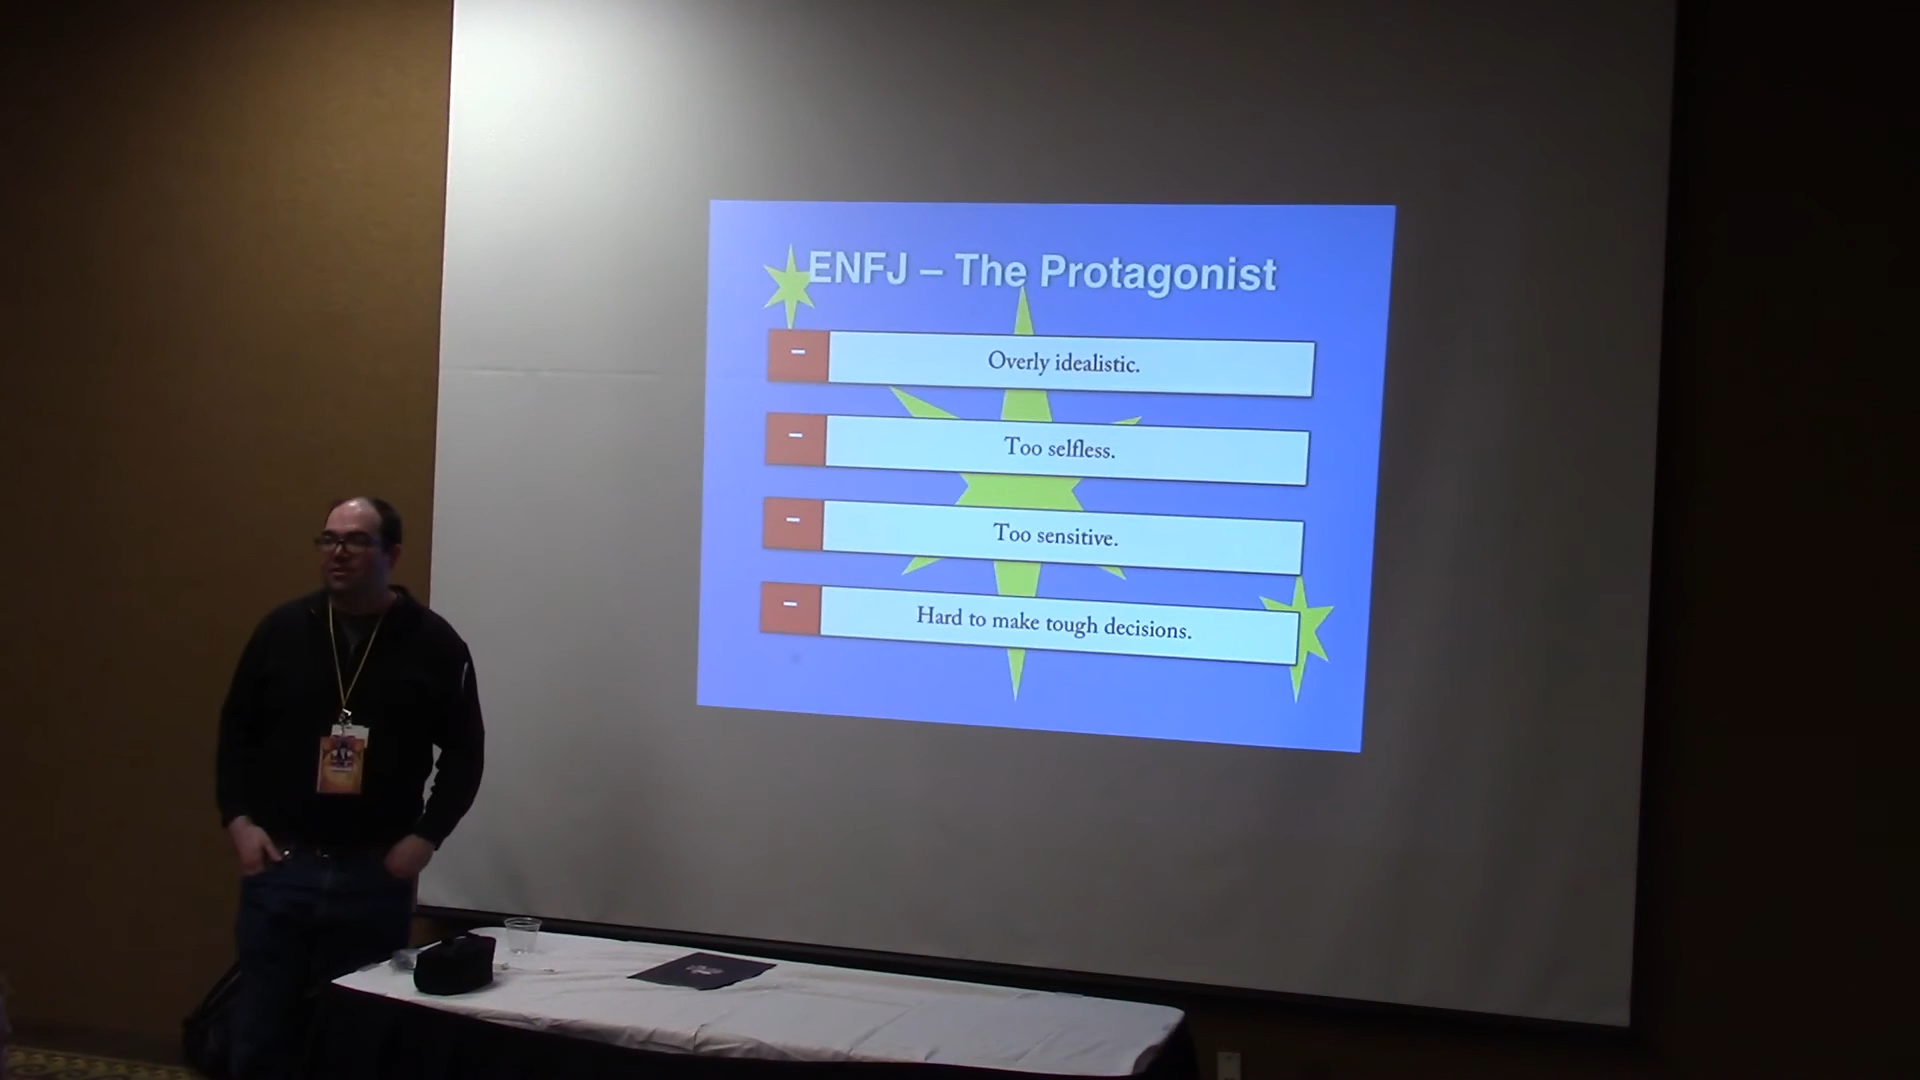 ENFJ – The Protagonist
– Overly idealistic.
– Too selfless.
– Too sensitive.
– Hard to make tough decisions.